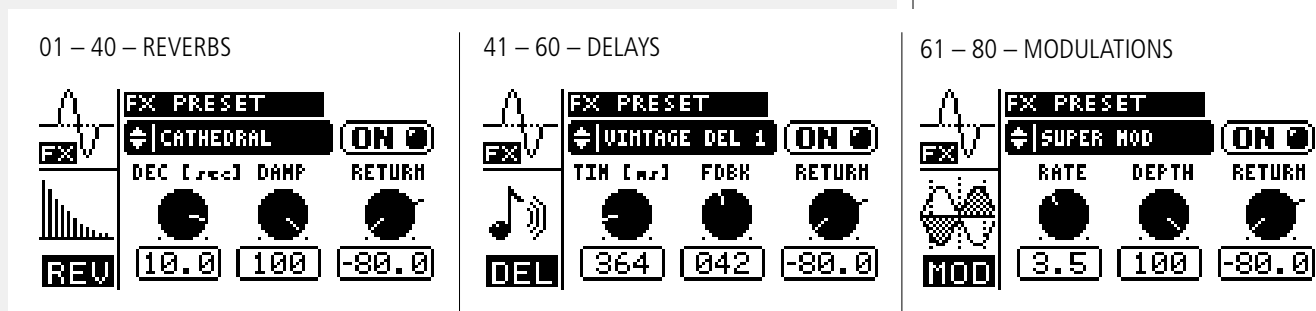 01 – 40 – REVERBS
FX PRESET
FX
CATHEDRAL
ON
DEC [sec] DAMP RETURN
REV
10.0 100 -80.0
41 – 60 – DELAYS
FX PRESET
FX
VINTAGE DEL 1
ON
TIM [ms] FDBK RETURN
DEL
364 042 -80.0
61 – 80 – MODULATIONS
FX PRESET
FX
SUPER MOD
ON
RATE DEPTH RETURN
MOD
3.5 100 -80.0